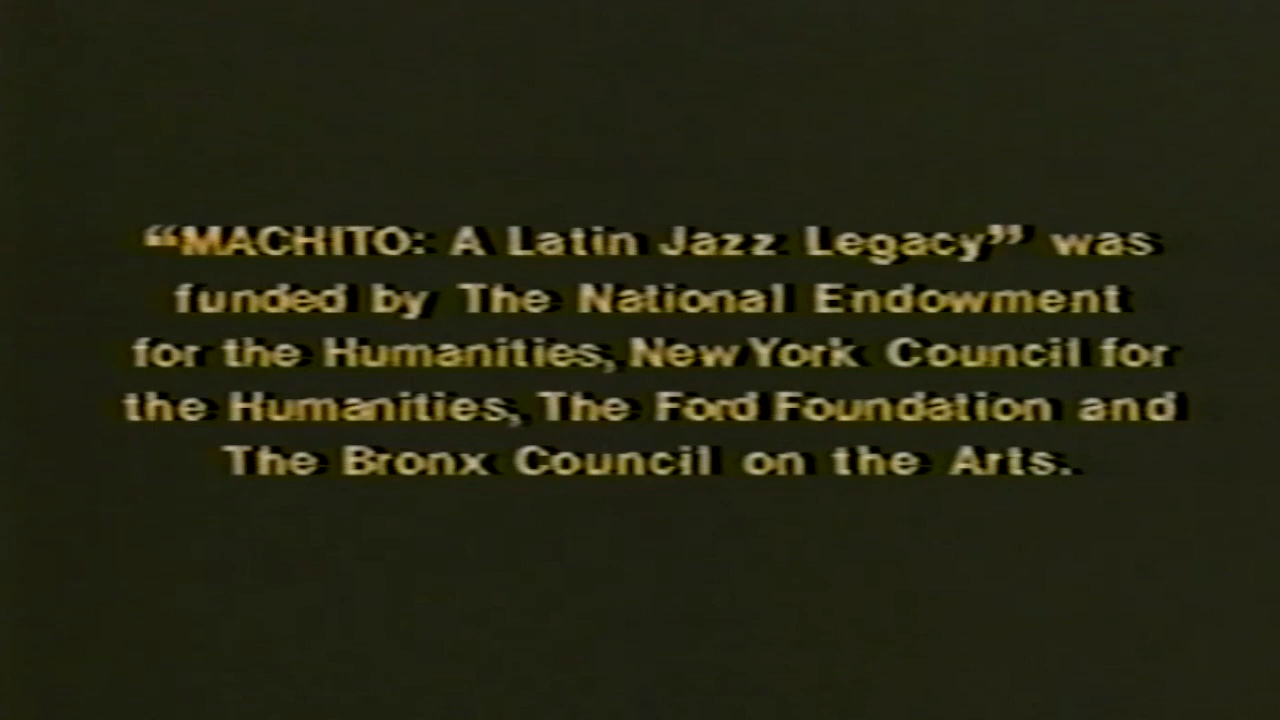 “MACHITO: A Latin Jazz Legacy” was
funded by The National Endowment
for the Humanities, New York Council for
the Humanities, The Ford Foundation and
The Bronx Council on the Arts.